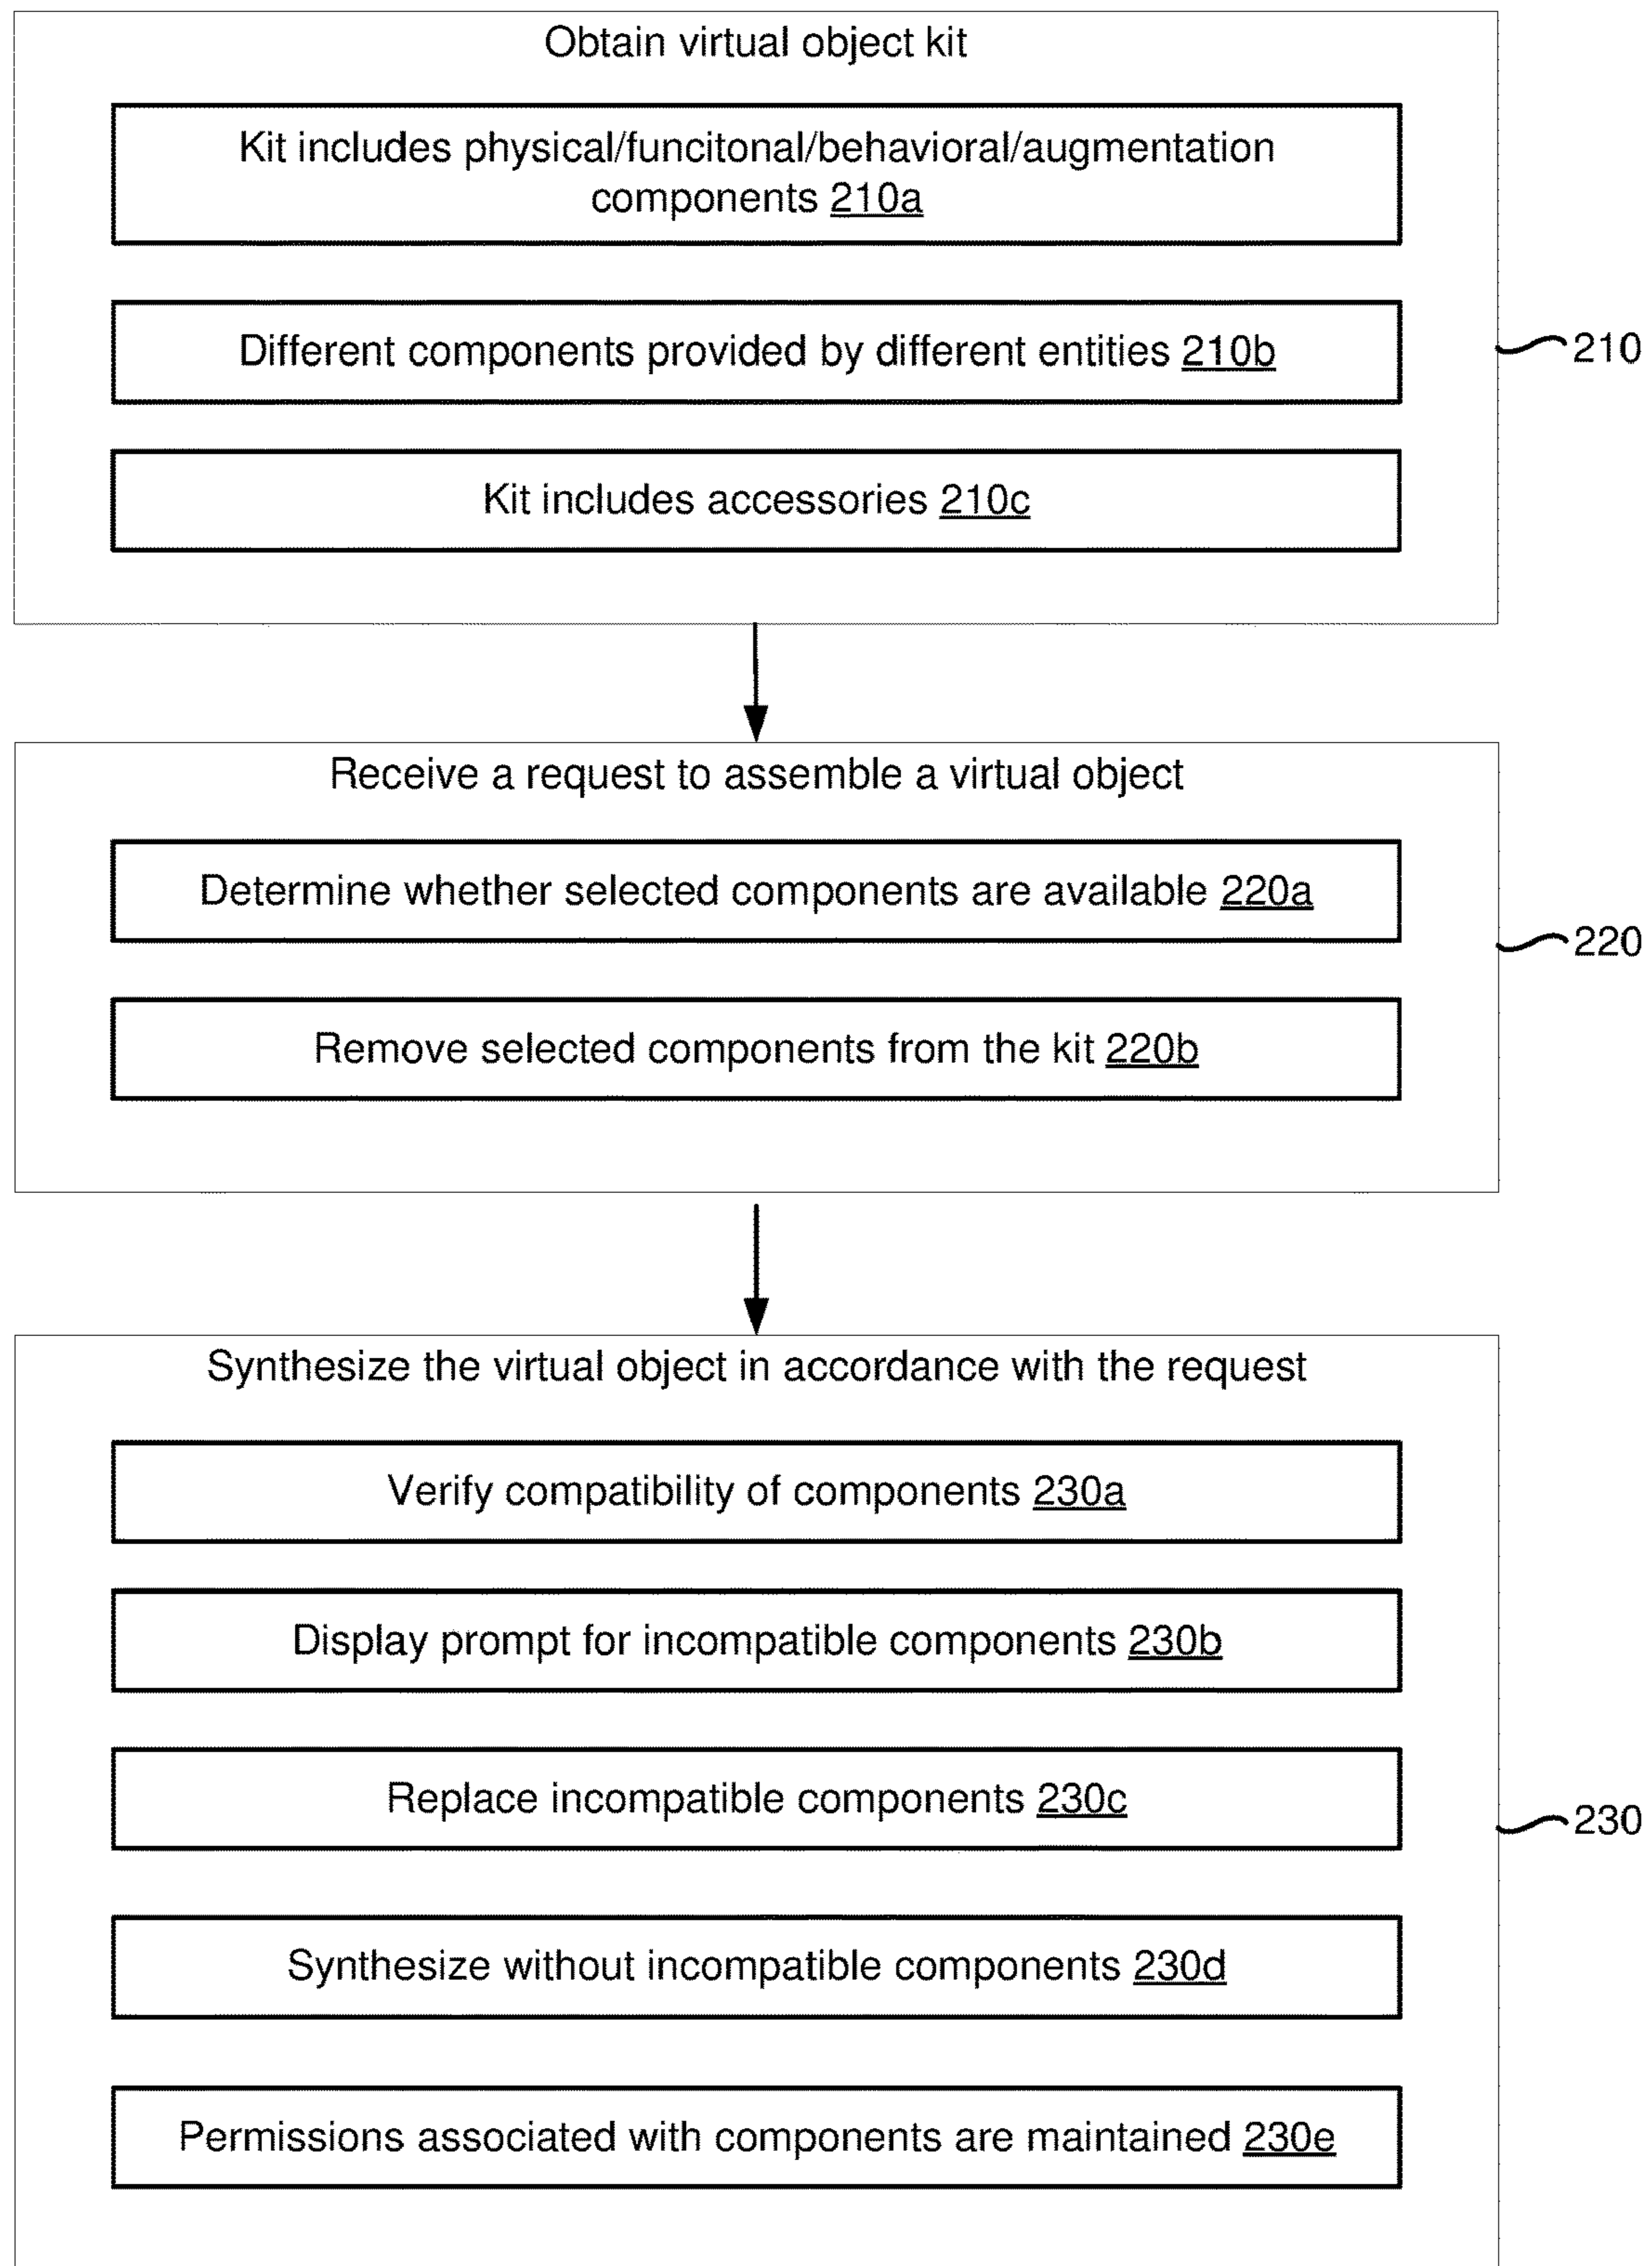 Obtain virtual object kit
Kit includes physical/funcitonal/behavioral/augmentation
components 210a
Different components provided by different entities 210b
Kit includes accessories 210c
210
Receive a request to assemble a virtual object
Determine whether selected components are available 220a
Remove selected components from the kit 220b
220
Synthesize the virtual object in accordance with the request
Verify compatibility of components 230a
Display prompt for incompatible components 230b
Replace incompatible components 230c
Synthesize without incompatible components 230d
Permissions associated with components are maintained 230e
230